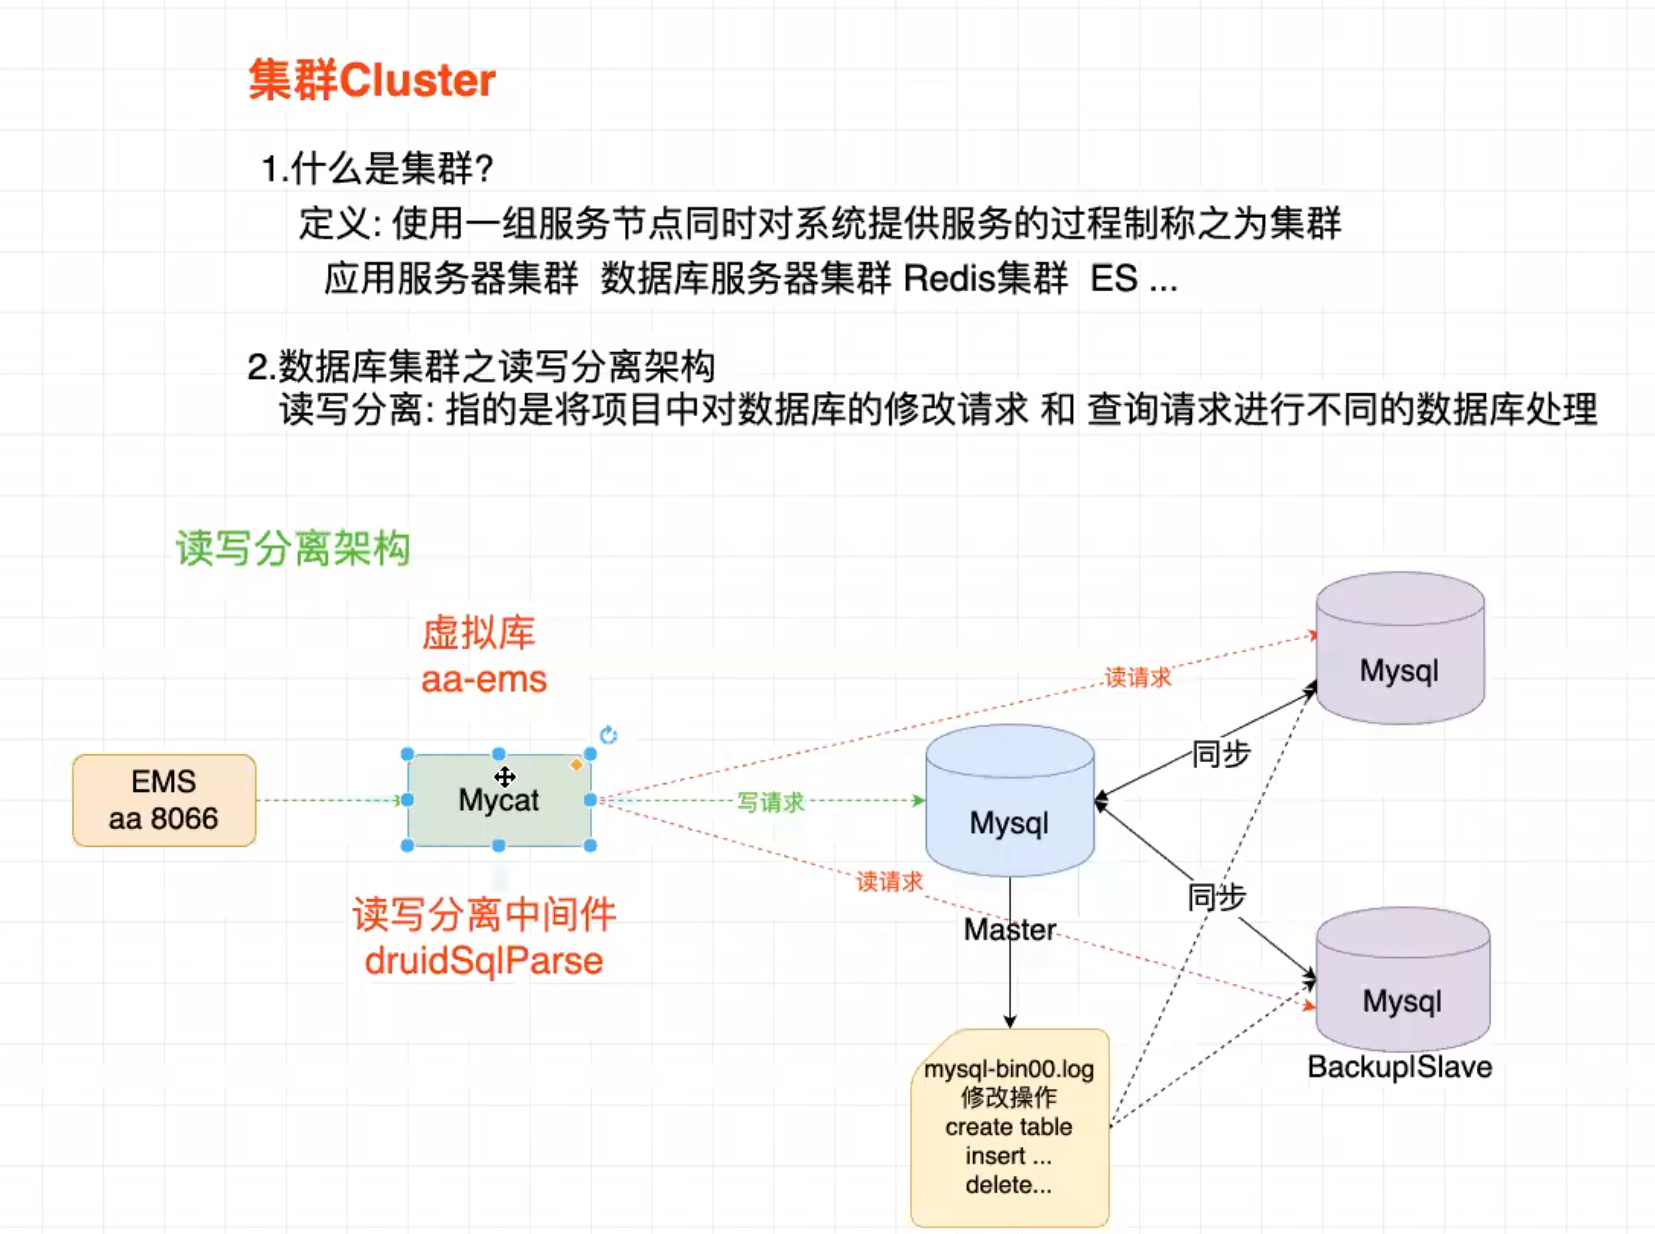 集群Cluster
1.什么是集群?
定义: 使用一组服务节点同时对系统提供服务的过程制称之为集群
应用服务器集群 数据库服务器集群 Redis集群 ES ...
2.数据库集群之读写分离架构
读写分离: 指的是将项目中对数据库的修改请求 和 查询请求进行不同的数据库处理
读写分离架构
虚拟库
aa-ems
EMS
aa 8066
Mycat
读写分离中间件
druidSqlParse
读请求
写请求
读请求
Mysql
Master
同步
同步
Mysql
Mysql
Backup|Slave
mysql-bin00.log
修改操作
create table
insert ...
delete...